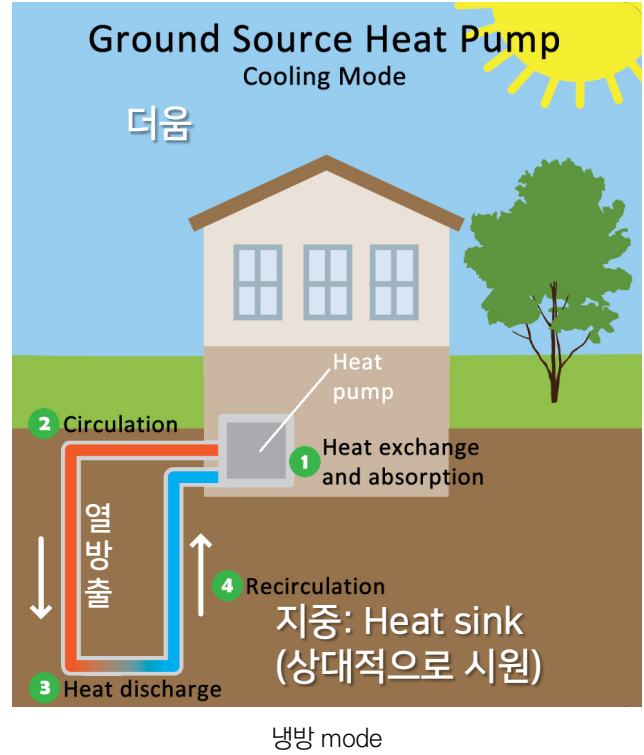 Ground Source Heat Pump
Cooling Mode
더움
Heat
pump
2 Circulation
1 Heat exchange
and absorption
열
방
출
4 Recirculation
지중: Heat sink
(상대적으로 시원)
3 Heat discharge
냉방 mode